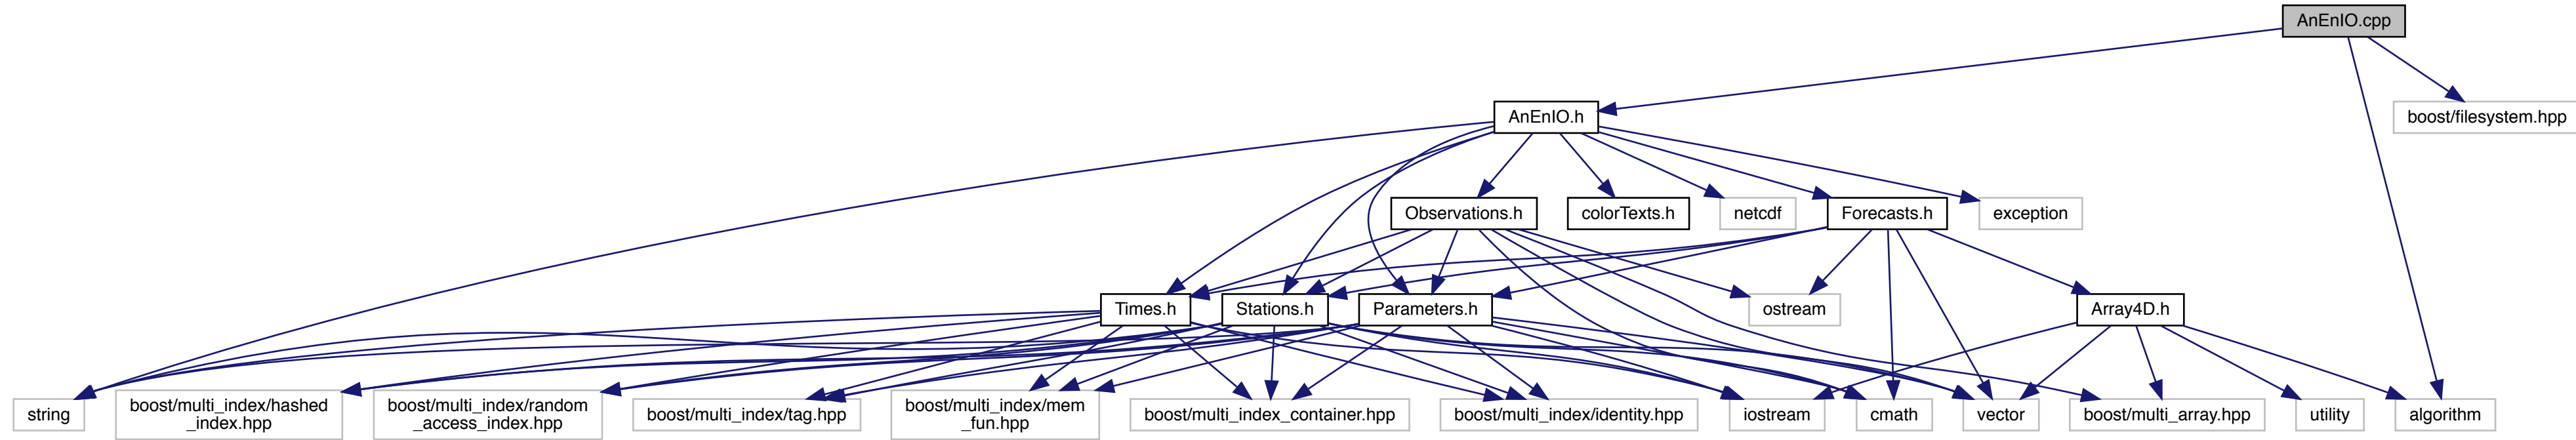 AnEnIO.cpp
AnEnIO.h
boost/filesystem.hpp
Observations.h
colorTexts.h
netcdf
Forecasts.h
exception
Times.h
Stations.h
Parameters.h
ostream
Array4D.h
string
boost/multi_index/hashed
_index.hpp
boost/multi_index/random
_access_index.hpp
boost/multi_index/tag.hpp
boost/multi_index/mem
_fun.hpp
boost/multi_index_container.hpp
boost/multi_index/identity.hpp
iostream
cmath
vector
boost/multi_array.hpp
utility
algorithm